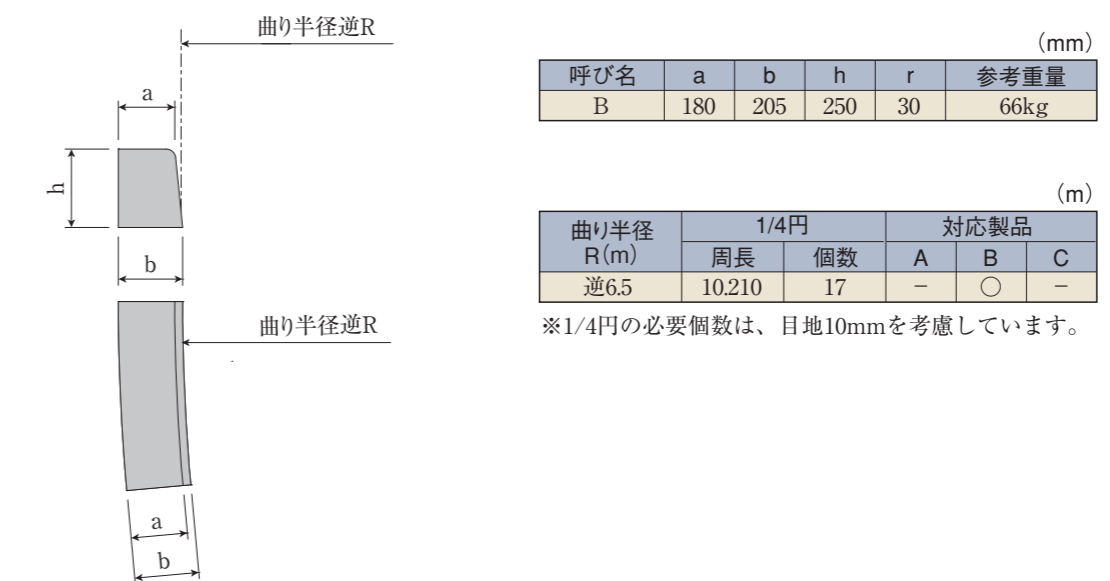 曲り半径逆R
a
h
b
曲り半径逆R
a
b
（mm）
呼び名 a b h r 参考重量
B 180 205 250 30 66kg
（m）
曲り半径R（m） 1/4円 対応製品
周長 個数 A B C
逆6.5 10.210 17 － ○ －
※1/4円の必要個数は、目地10mmを考慮しています。